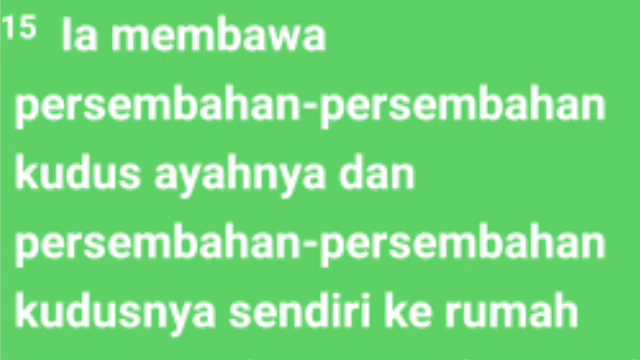 15 Ia membawa
persembahan-persembahan
kudus ayahnya dan
persembahan-persembahan
kudusnya sendiri ke rumah